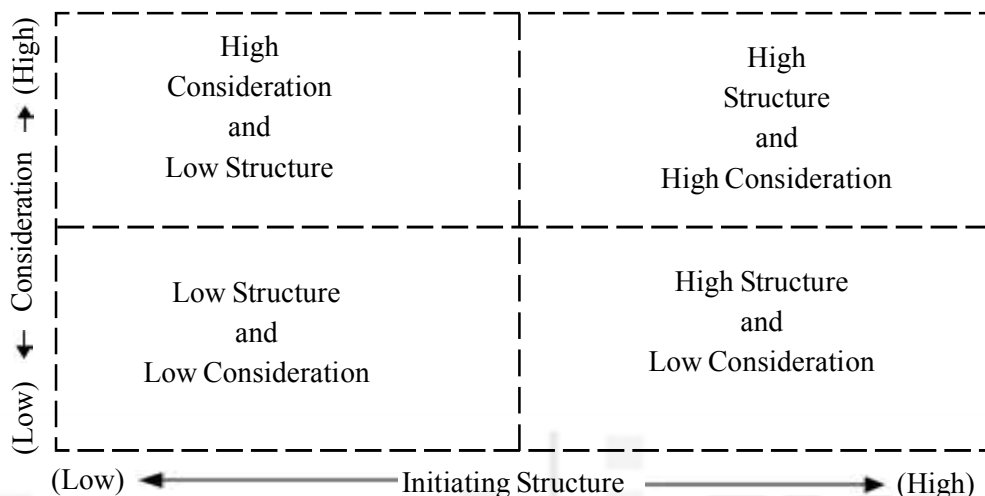 (High)
Consideration
(Low)
High
Consideration
and
Low Structure
High
Structure
and
High Consideration
Low Structure
and
Low Consideration
High Structure
and
Low Consideration
(Low)
Initiating Structure
(High)